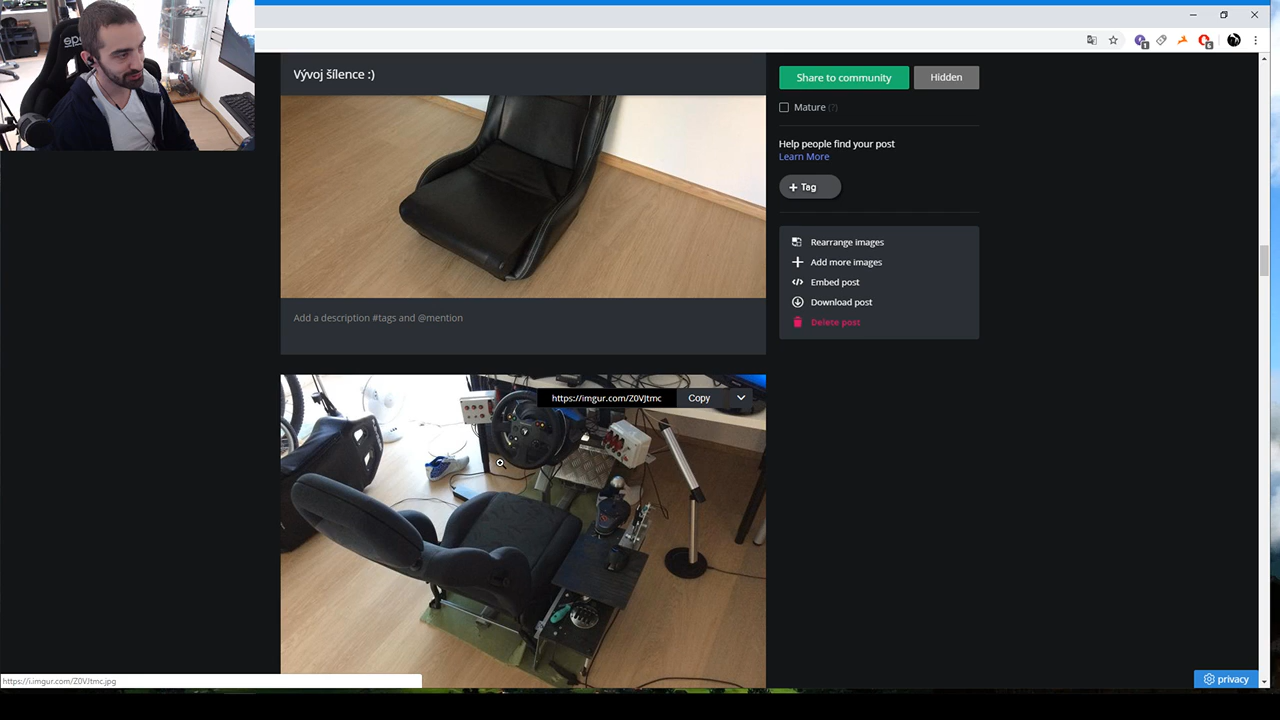 Vývoj šílence :)
Share to community
Hidden
Mature (?)
Help people find your post
Learn More
+ Tag
Rearrange images
Add more images
Embed post
Download post
Delete post
Add a description #tags and @mention
https://imgur.com/Z0VJtmc
Copy
https://i.imgur.com/Z0VJtmc.jpg
privacy